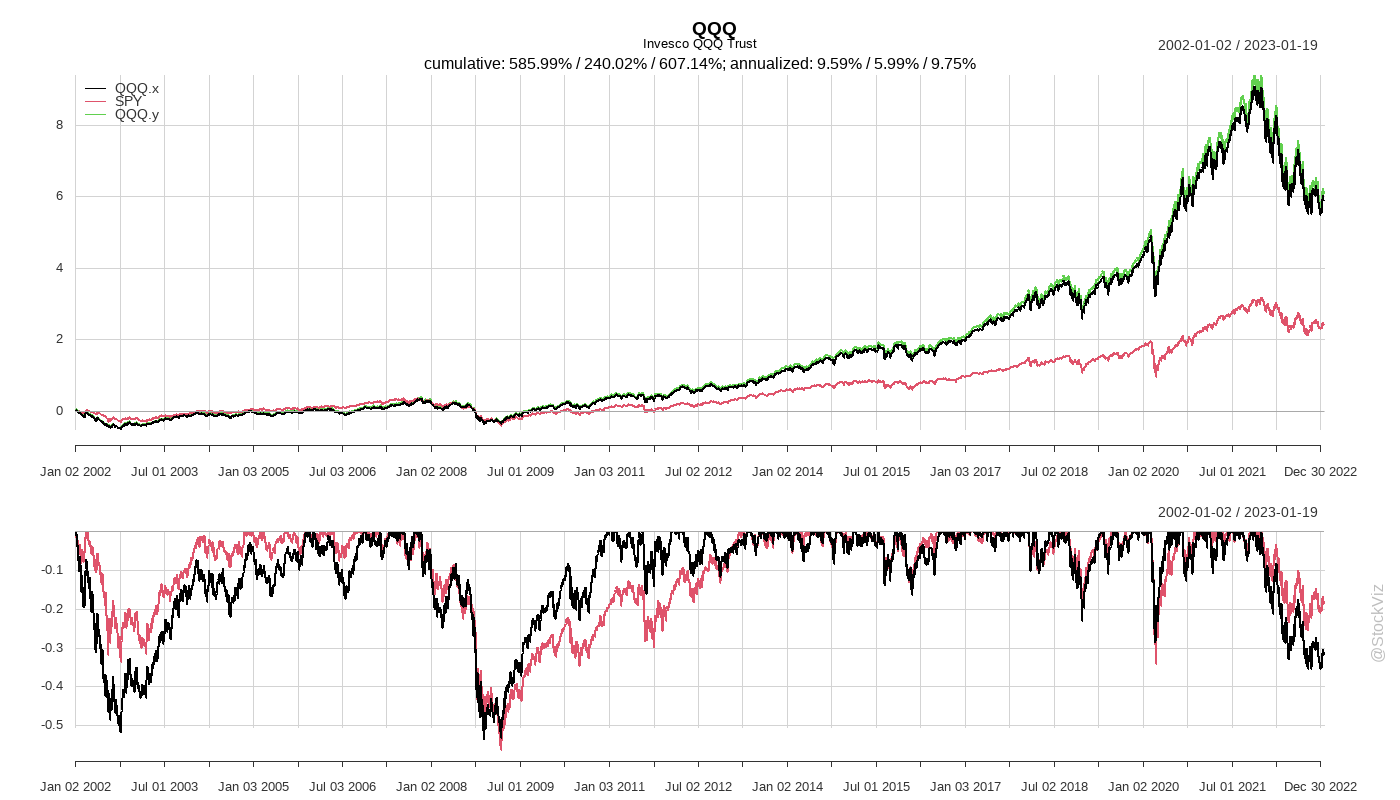 QQQ
Invesco QQQ Trust
2002-01-02 / 2023-01-19
cumulative: 585.99% / 240.02% / 607.14%; annualized: 9.59% / 5.99% / 9.75%
QQQ.x
SPY
QQQ.y
8
6
4
2
0
Jan 02 2002 Jul 01 2003 Jan 03 2005 Jul 03 2006 Jan 02 2008 Jul 01 2009 Jan 03 2011 Jul 02 2012 Jan 02 2014 Jul 01 2015 Jan 03 2017 Jul 02 2018 Jan 02 2020 Jul 01 2021 Dec 30 2022
2002-01-02 / 2023-01-19
-0.1
-0.2
-0.3
-0.4
-0.5
Jan 02 2002 Jul 01 2003 Jan 03 2005 Jul 03 2006 Jan 02 2008 Jul 01 2009 Jan 03 2011 Jul 02 2012 Jan 02 2014 Jul 01 2015 Jan 03 2017 Jul 02 2018 Jan 02 2020 Jul 01 2021 Dec 30 2022
@StockViz